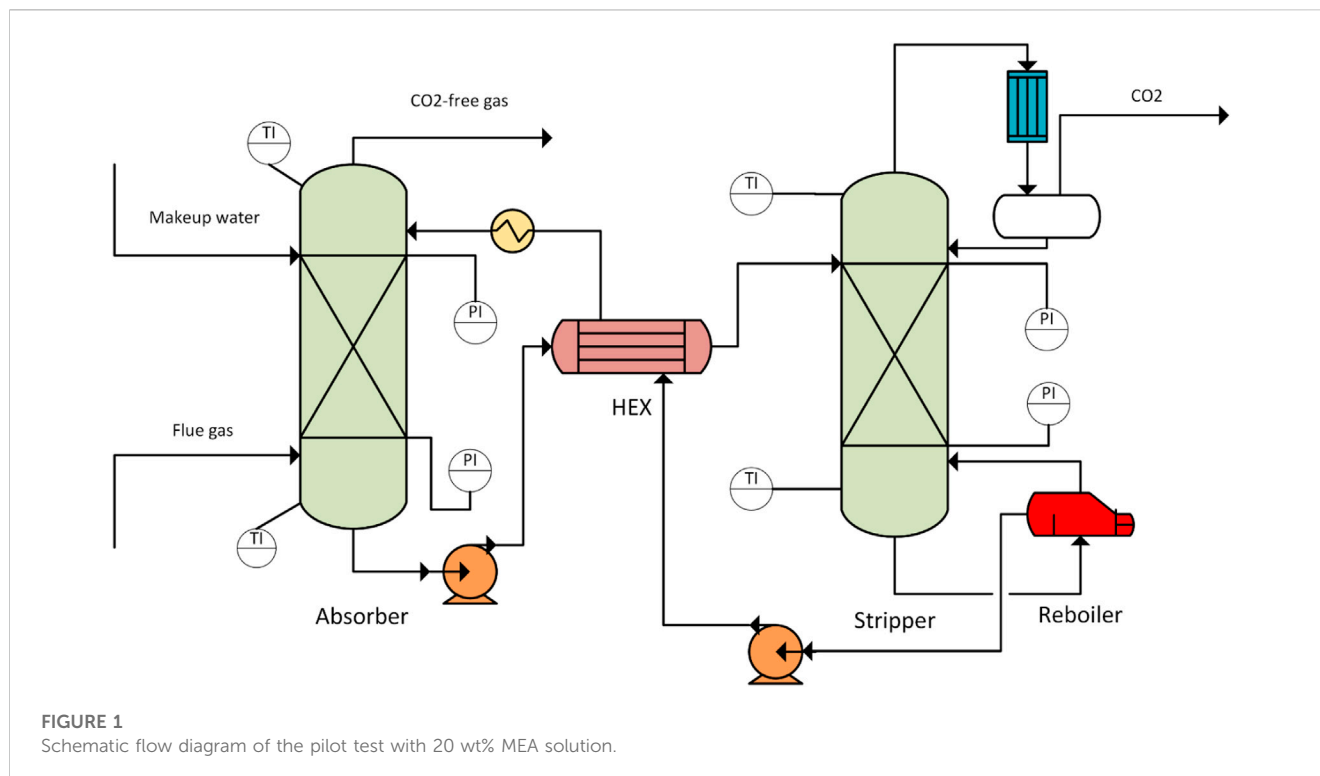 CO2-free gas
CO2
TI
TI
Makeup water
PI
PI
HEX
PI
Flue gas
PI
TI
TI
Absorber
Stripper
Reboiler
FIGURE 1
Schematic flow diagram of the pilot test with 20 wt% MEA solution.